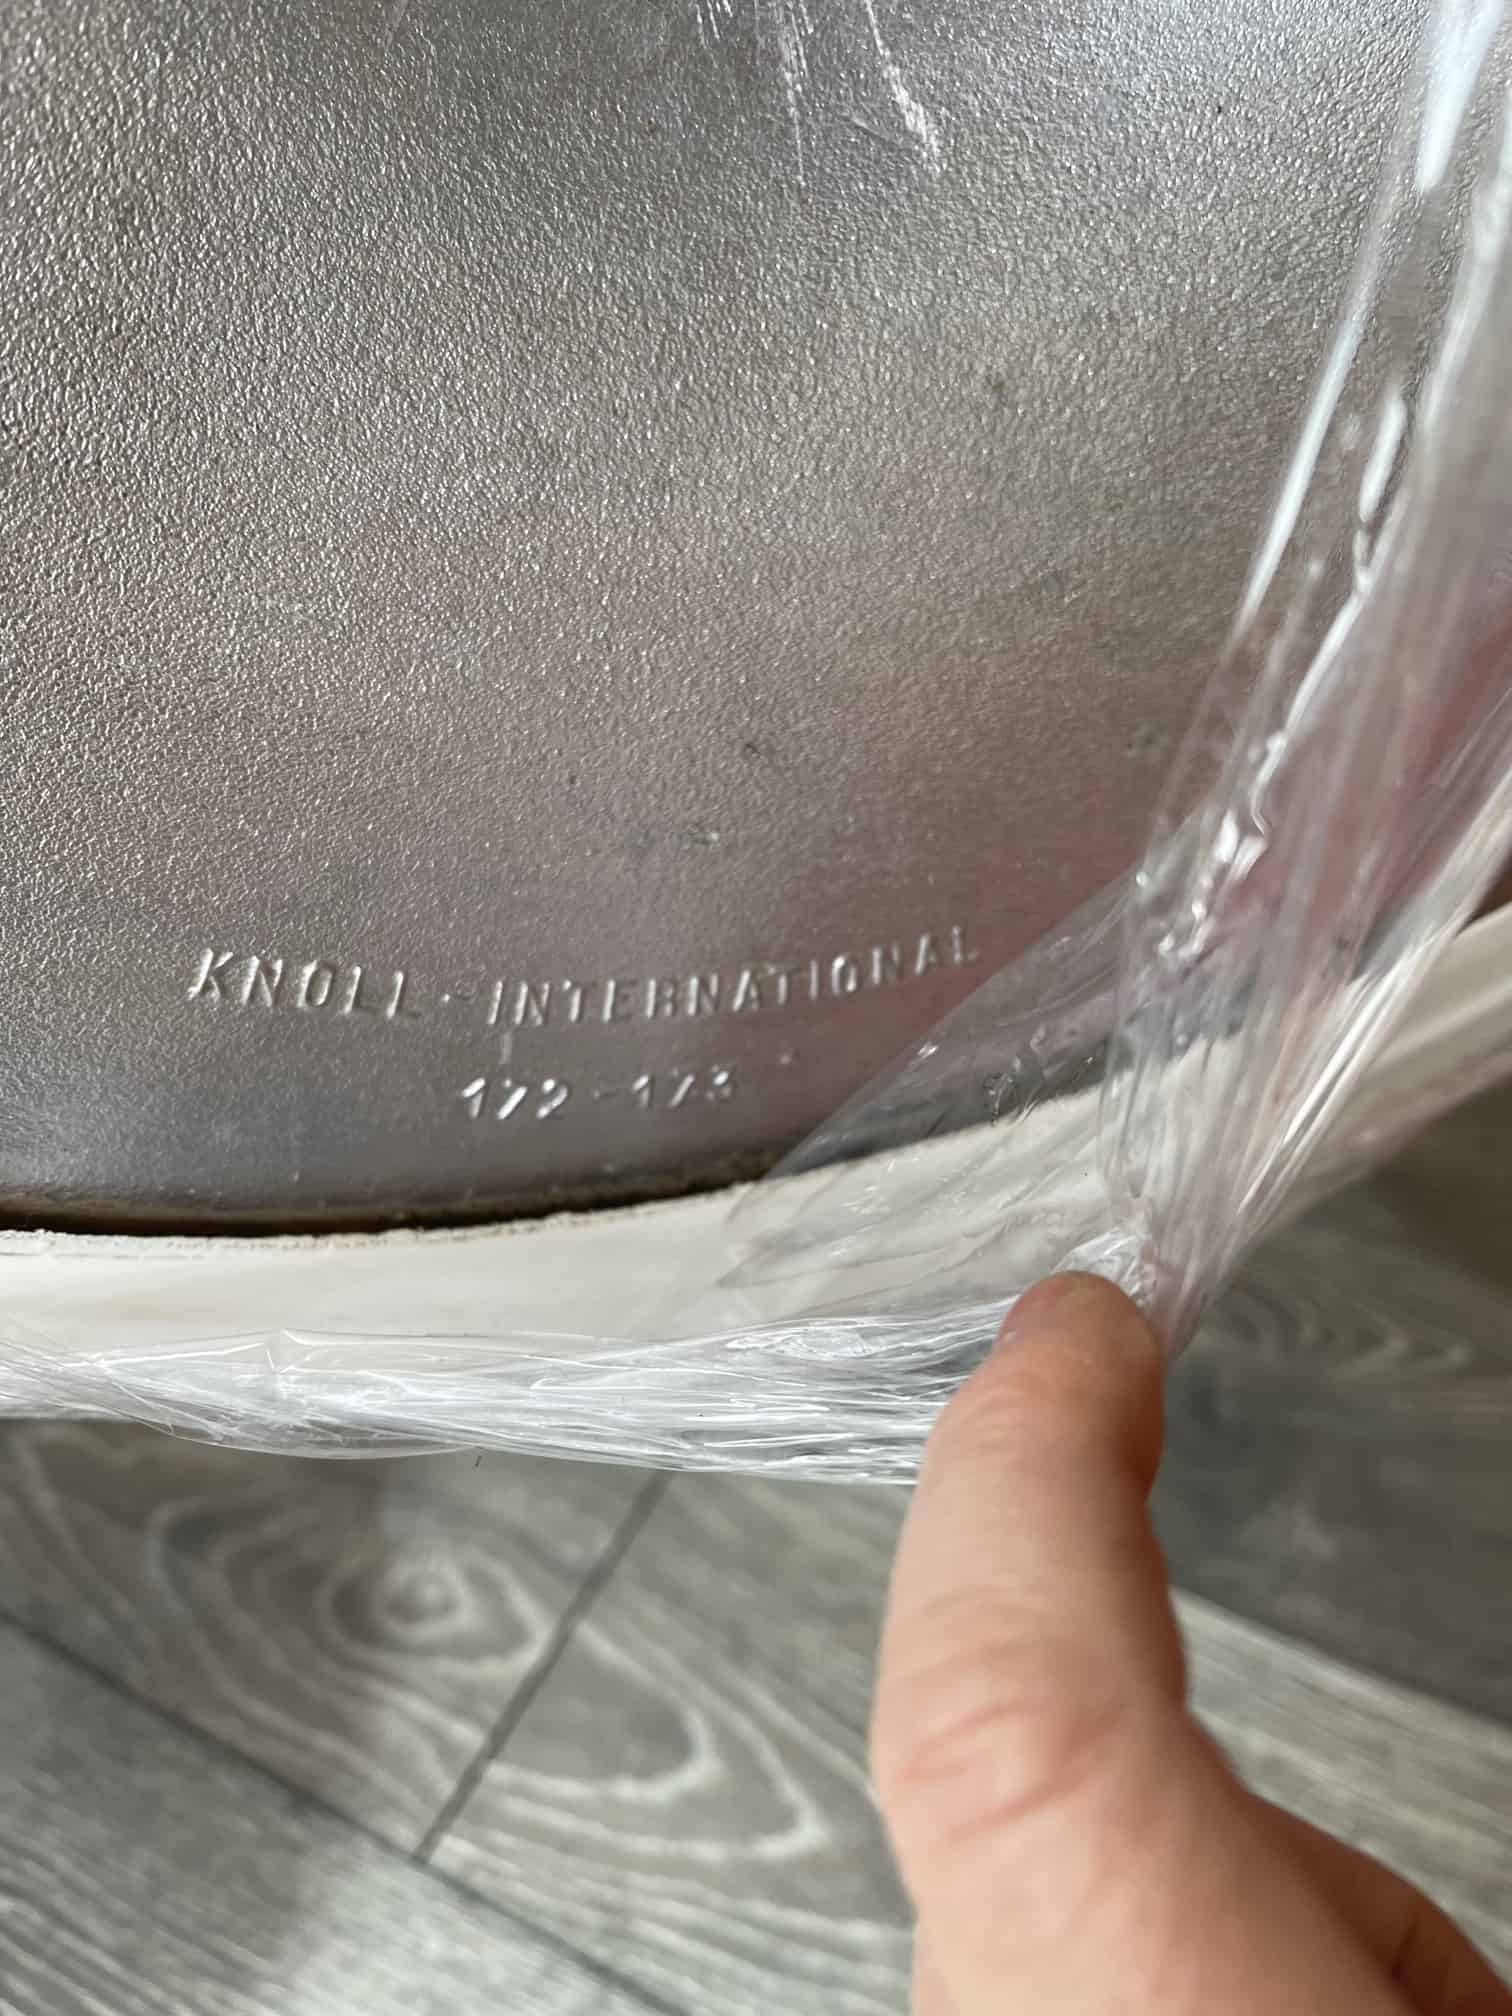 KNOLL - INTERNATIONAL
172 - 173